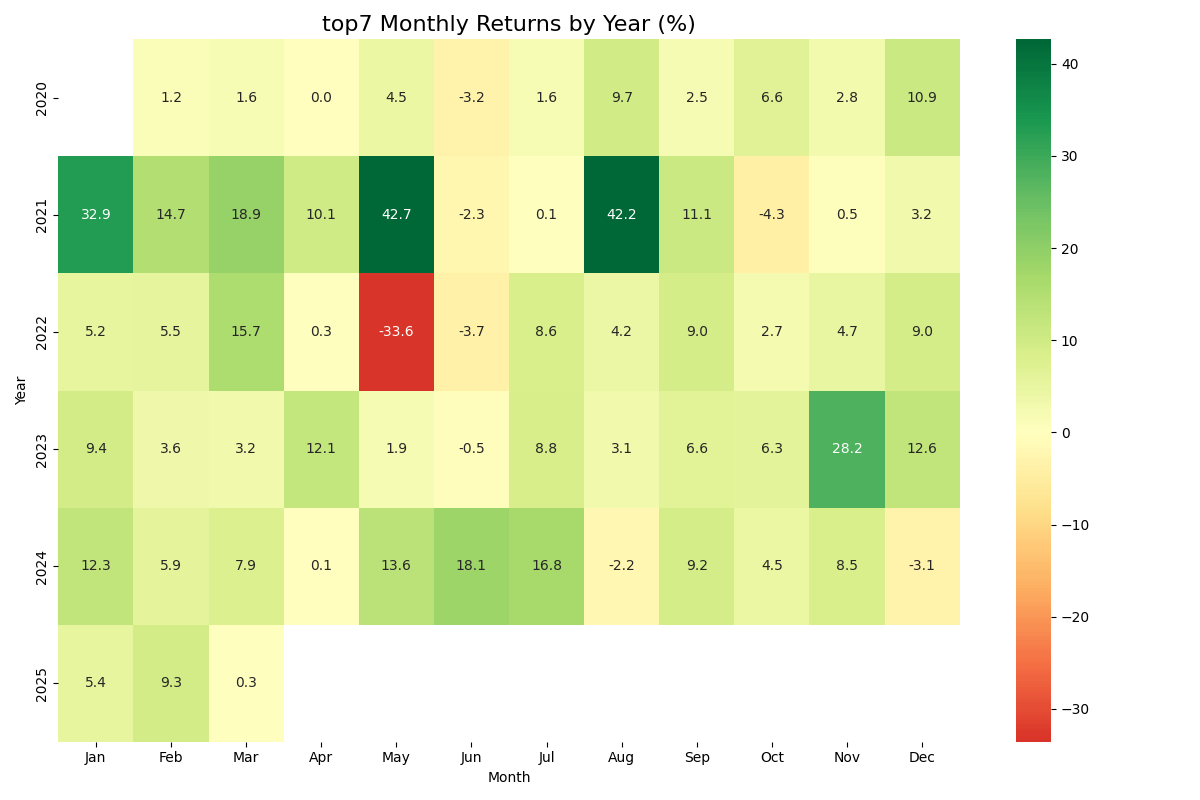 top7 Monthly Returns by Year (%)
2020 1.2 1.6 0.0 4.5 -3.2 1.6 9.7 2.5 6.6 2.8 10.9
2021 32.9 14.7 18.9 10.1 42.7 -2.3 0.1 42.2 11.1 -4.3 0.5 3.2
2022 5.2 5.5 15.7 0.3 -33.6 -3.7 8.6 4.2 9.0 2.7 4.7 9.0
Year
2023 9.4 3.6 3.2 12.1 1.9 -0.5 8.8 3.1 6.6 6.3 28.2 12.6
2024 12.3 5.9 7.9 0.1 13.6 18.1 16.8 -2.2 9.2 4.5 8.5 -3.1
2025 5.4 9.3 0.3
Jan Feb Mar Apr May Jun Jul Aug Sep Oct Nov Dec
Month
40
30
20
10
0
−10
−20
−30